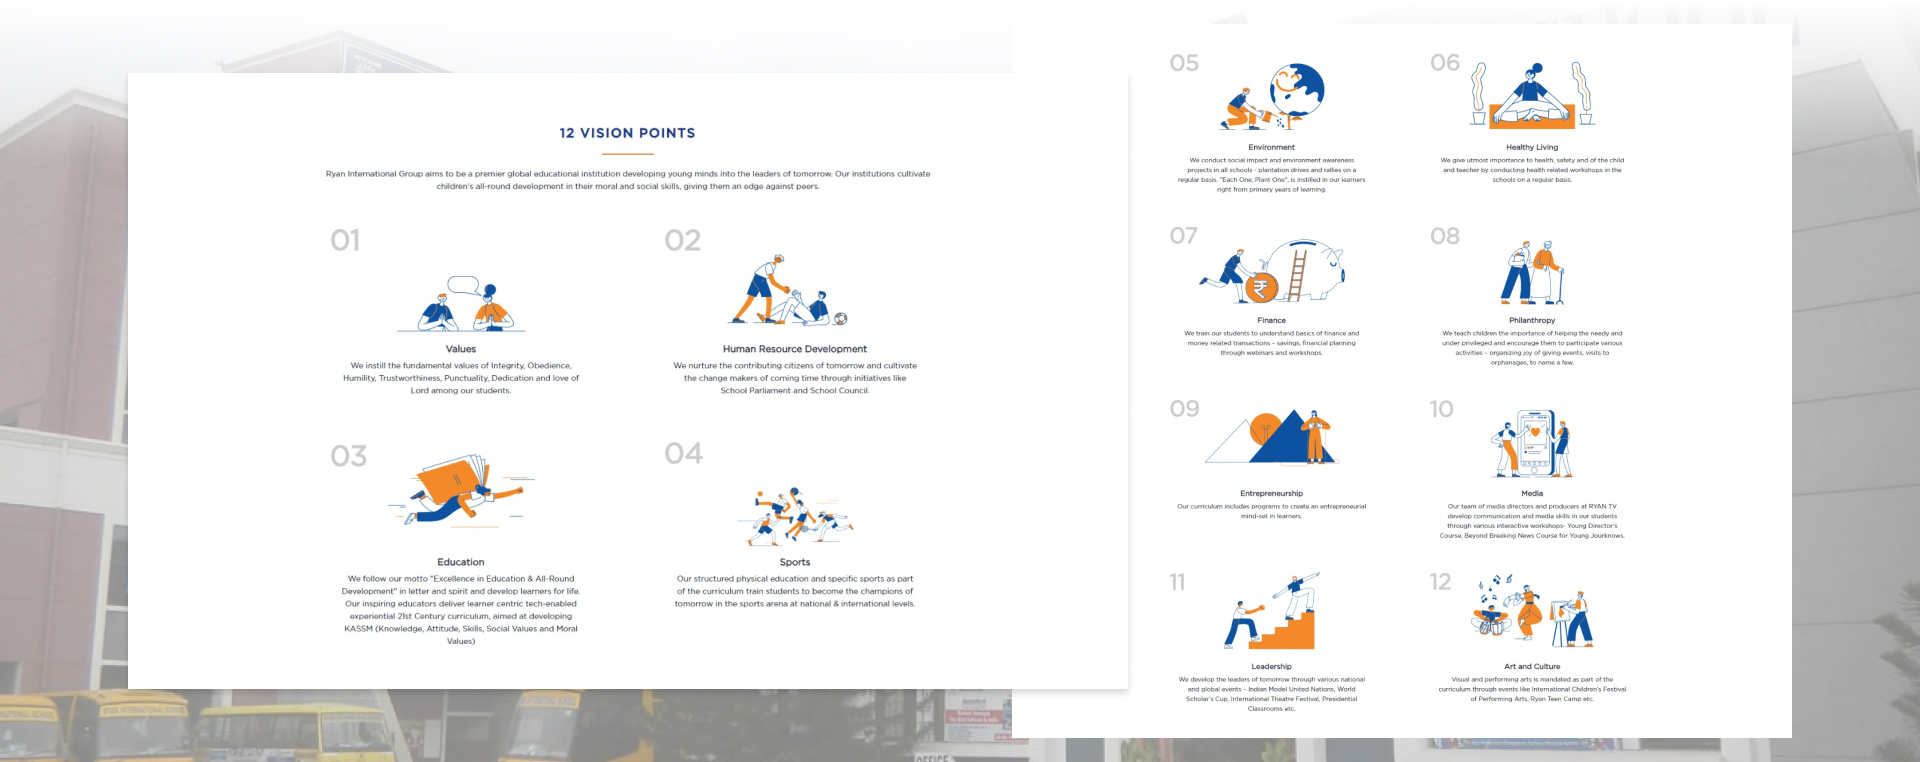 12 VISION POINTS
Ryan International Group aims to be a premier global educational institution developing young minds into the leaders of tomorrow. Our institutions cultivate
children's all-round development in their moral and social skills, giving them an edge against peers.
01
Values
We instill the fundamental values of Integrity, Obedience,
Humility, Trustworthiness, Punctuality, Dedication and love of
Lord among our students.
02
Human Resource Development
We nurture the contributing citizens of tomorrow and cultivate
the change makers of coming time through initiatives like
School Parliament and School Council.
03
Education
We follow our motto "Excellence in Education & All-Round
Development" in letter and spirit and develop learners for life.
Our inspiring educators deliver learner centric tech-enabled
experiential 21st Century curriculum, aimed at developing
KASSM (Knowledge, Attitude, Skills, Social Values and Moral
Values)
04
Sports
Our structured physical education and specific sports as part
of the curriculum train students to become the champions of
tomorrow in the sports arena at national & international levels.
05
Environment
We conduct social impact and environment awareness
projects in all schools - plantation drives and rallies on a
regular basis. "Each One, Plant One", is instilled in our learners
right from primary years of learning.
06
Healthy Living
We give utmost importance to health, safety and of the child
and teacher by conducting health related workshops in the
schools on a regular basis.
07
₹
Finance
We train our students to understand basics of finance and
money related transactions – savings, financial planning
through webinars and workshops.
08
Philanthropy
We teach children the importance of helping the needy and
under privileged and encourage them to participate various
activities – organizing joy of giving events, visits to
orphanages, to name a few.
09
Entrepreneurship
Our curriculum includes programs to create an entrepreneurial
mind-set in learners.
10
Media
Our team of media directors and producers at RYAN TV
develop communication and media skills in our students
through various interactive workshops- Young Director's
Course, Beyond Breaking News Course for Young Jourknows.
11
Leadership
We develop the leaders of tomorrow through various national
and global events – Indian Model United Nations, World
Scholar's Cup, International Theatre Festival, Presidential
Classrooms etc.
12
Art and Culture
Visual and performing arts is mandated as part of the
curriculum through events like International Children's Festival
of Performing Arts, Ryan Teen Camp etc.
OFFICE